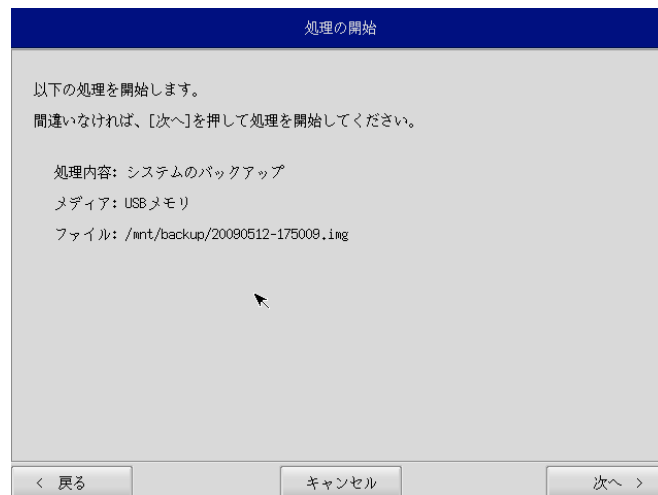 処理の開始
以下の処理を開始します。
間違いなければ、[次へ]を押して処理を開始してください。
処理内容: システムのバックアップ
メディア: USBメモリ
ファイル: /mnt/backup/20090512-175009.img
< 戻る
キャンセル
次へ >